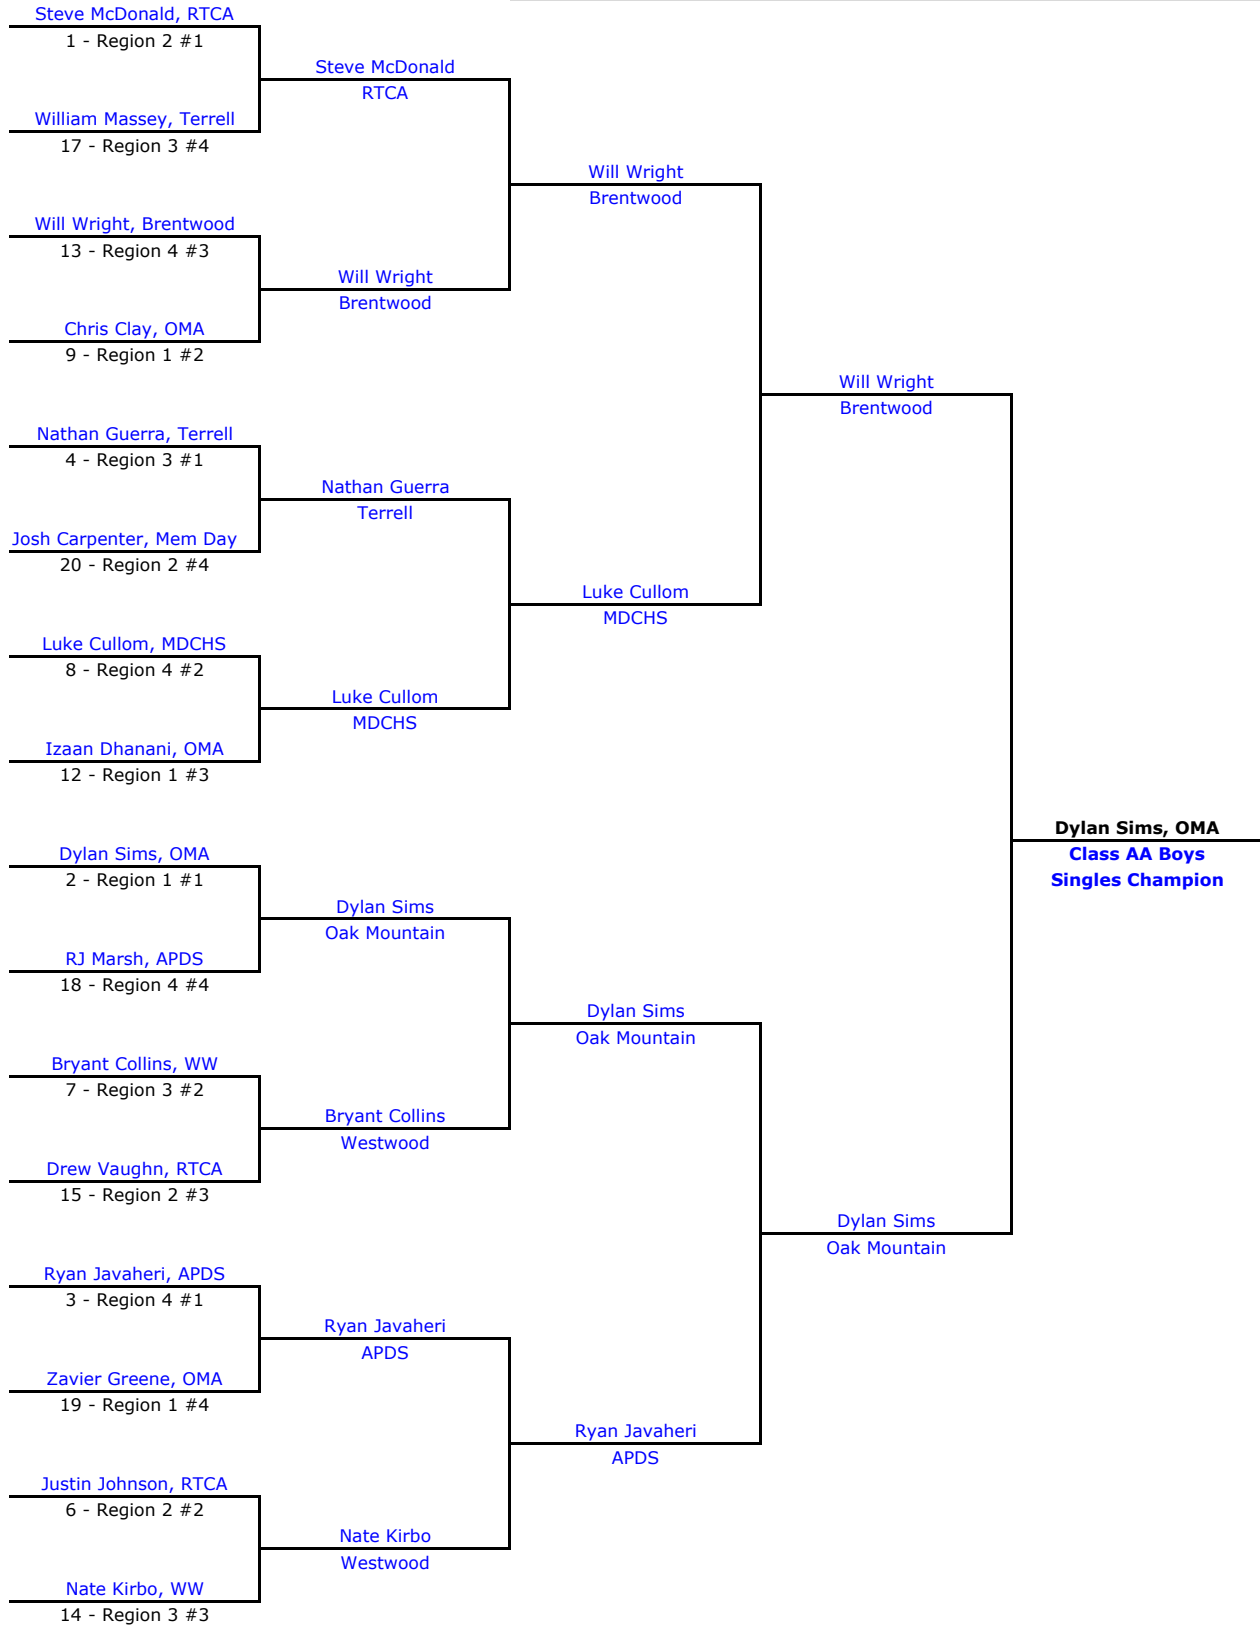 Steve McDonald, RTCA
1 - Region 2 #1
Steve McDonald
RTCA
William Massey, Terrell
17 - Region 3 #4
Will Wright
Brentwood
Will Wright, Brentwood
13 - Region 4 #3
Will Wright
Brentwood
Chris Clay, OMA
9 - Region 1 #2
Will Wright
Brentwood
Nathan Guerra, Terrell
4 - Region 3 #1
Nathan Guerra
Terrell
Josh Carpenter, Mem Day
20 - Region 2 #4
Luke Cullom
MDCHS
Luke Cullom, MDCHS
8 - Region 4 #2
Luke Cullom
MDCHS
Izaan Dhanani, OMA
12 - Region 1 #3
Dylan Sims, OMA
Class AA Boys
Singles Champion
Dylan Sims, OMA
2 - Region 1 #1
Dylan Sims
Oak Mountain
RJ Marsh, APDS
18 - Region 4 #4
Dylan Sims
Oak Mountain
Bryant Collins, WW
7 - Region 3 #2
Bryant Collins
Westwood
Drew Vaughn, RTCA
15 - Region 2 #3
Dylan Sims
Oak Mountain
Ryan Javaheri, APDS
3 - Region 4 #1
Ryan Javaheri
APDS
Zavier Greene, OMA
19 - Region 1 #4
Ryan Javaheri
APDS
Justin Johnson, RTCA
6 - Region 2 #2
Nate Kirbo
Westwood
Nate Kirbo, WW
14 - Region 3 #3